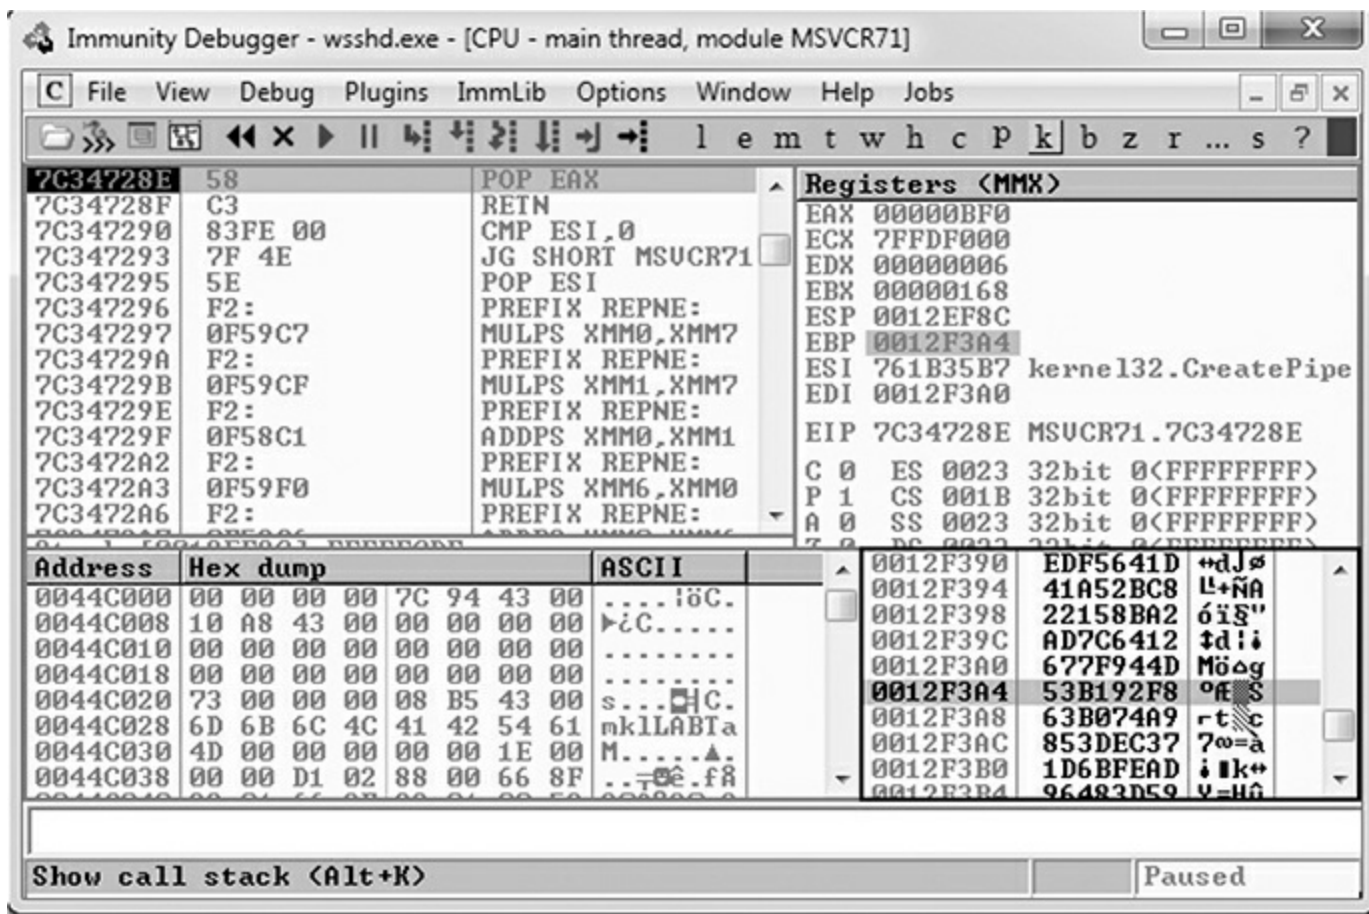 Immunity Debugger - wsshd.exe - [CPU - main thread, module MSVCR71]
C File View Debug Plugins ImmLib Options Window Help Jobs
l e m t w h c p k b z r ... s ?
7C34728E 58 POP EAX
7C34728F C3 RETN
7C347290 83FE 00 CMP ESI,0
7C347293 7F 4E JG SHORT MSVCR71
7C347295 5E POP ESI
7C347296 F2: PREFIX REPNE:
7C347297 0F59C7 MULPS XMM0,XMM7
7C34729A F2: PREFIX REPNE:
7C34729B 0F59CF MULPS XMM1,XMM7
7C34729E F2: PREFIX REPNE:
7C34729F 0F58C1 ADDPS XMM0,XMM1
7C3472A2 F2: PREFIX REPNE:
7C3472A3 0F59F0 MULPS XMM6,XMM0
7C3472A6 F2: PREFIX REPNE:
Registers (MMX)
EAX 00000BF0
ECX 7FFDF000
EDX 00000006
EBX 00000168
ESP 0012EF8C
EBP 0012F3A4
ESI 761B35B7 kernel32.CreatePipe
EDI 0012F3A0
EIP 7C34728E MSVCR71.7C34728E
C 0 ES 0023 32bit 0(FFFFFFFF)
P 1 CS 001B 32bit 0(FFFFFFFF)
A 0 SS 0023 32bit 0(FFFFFFFF)
Address Hex dump ASCII
0044C000 00 00 00 00 7C 94 43 00 ....¦öC.
0044C008 10 A8 43 00 00 00 00 00 ►¿C.....
0044C010 00 00 00 00 00 00 00 00 ........
0044C018 00 00 00 00 00 00 00 00 ........
0044C020 73 00 00 00 08 B5 43 00 s...◘╡C.
0044C028 6D 6B 6C 4C 41 42 54 61 mklLABTa
0044C030 4D 00 00 00 00 00 1E 00 M.....▲.
0044C038 00 00 D1 02 88 00 66 8F ..╤☻ê.fÅ
0012F390 EDF5641D
0012F394 41A52BC8 ╚+ÑA
0012F398 22158BA2 óï§"
0012F39C AD7C6412 ↕d¦¡
0012F3A0 677F944D Mö⌂g
0012F3A4 53B192F8 °Æ▒S
0012F3A8 63B074A9 ⌐t░c
0012F3AC 853DEC37 7∞=à
0012F3B0 1D6BFEAD ¡■k↔
0012F3B4 96483D59 Y=Hû
Show call stack (Alt+K)
Paused